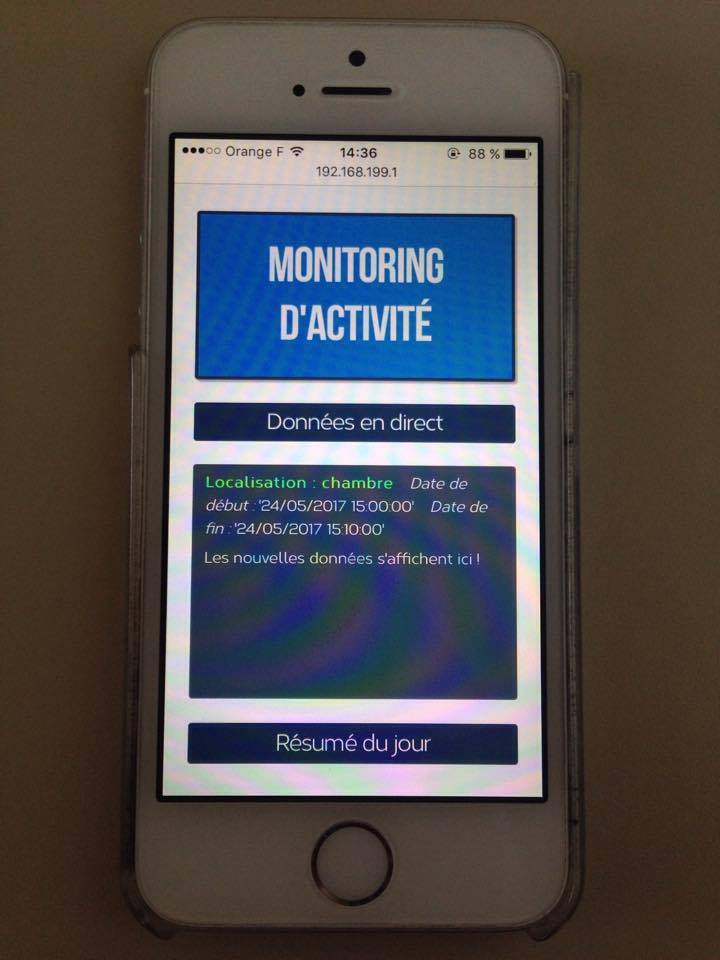 Orange F 14:36 88 %
192.168.199.1
MONITORING
D'ACTIVITÉ
Données en direct
Localisation : chambre Date de
début : '24/05/2017 15:00:00' Date de
fin : '24/05/2017 15:10:00'
Les nouvelles données s'affichent ici !
Résumé du jour